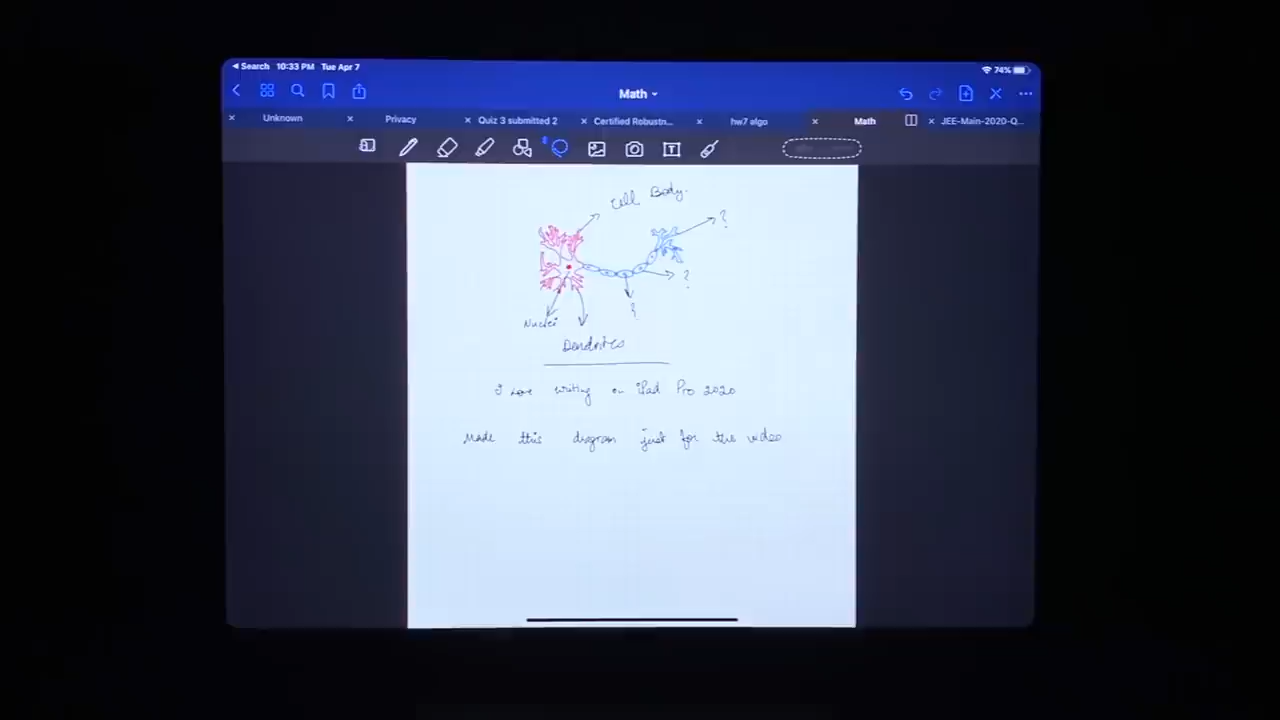 Search 10:33 PM Tue Apr 7 74%
Math
Unknown Privacy Quiz 3 submitted 2 Certified Robustn... hw7 algo Math JEE-Main-2020-Q...
Cell Body.
?
?
?
Nuclei
Dendrites
I Love writing on iPad Pro 2020
Made this diagram just for this video